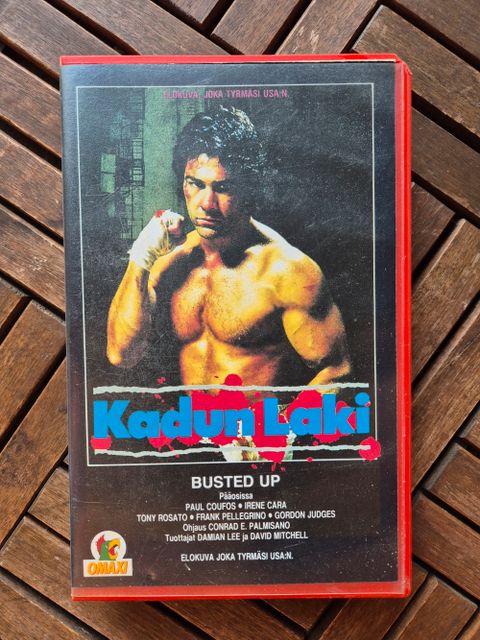 ELOKUVA JOKA TYRMÄSI USA:N.
Kadun Laki
BUSTED UP
Pääosissa
PAUL COUFOS • IRENE CARA
TONY ROSATO • FRANK PELLEGRINO • GORDON JUDGES
Ohjaus CONRAD E. PALMISANO
Tuottajat DAMIAN LEE ja DAVID MITCHELL
ELOKUVA JOKA TYRMÄSI USA:N.
OMAXI